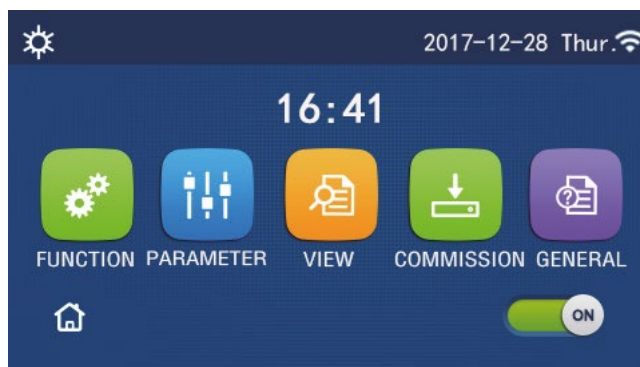 2017-12-28 Thur.
16:41
FUNCTION PARAMETER VIEW COMMISSION GENERAL
ON